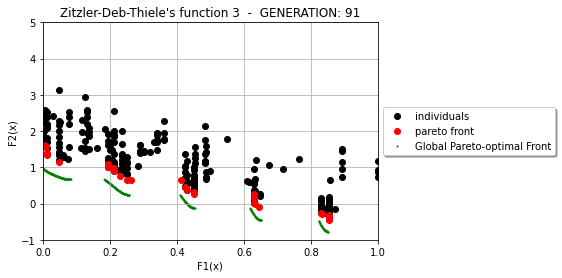 Zitzler-Deb-Thiele's function 3 - GENERATION: 91
5
4
3
2
1
0
−1
F2(x)
0.0 0.2 0.4 0.6 0.8 1.0
F1(x)
individuals
pareto front
Global Pareto-optimal Front